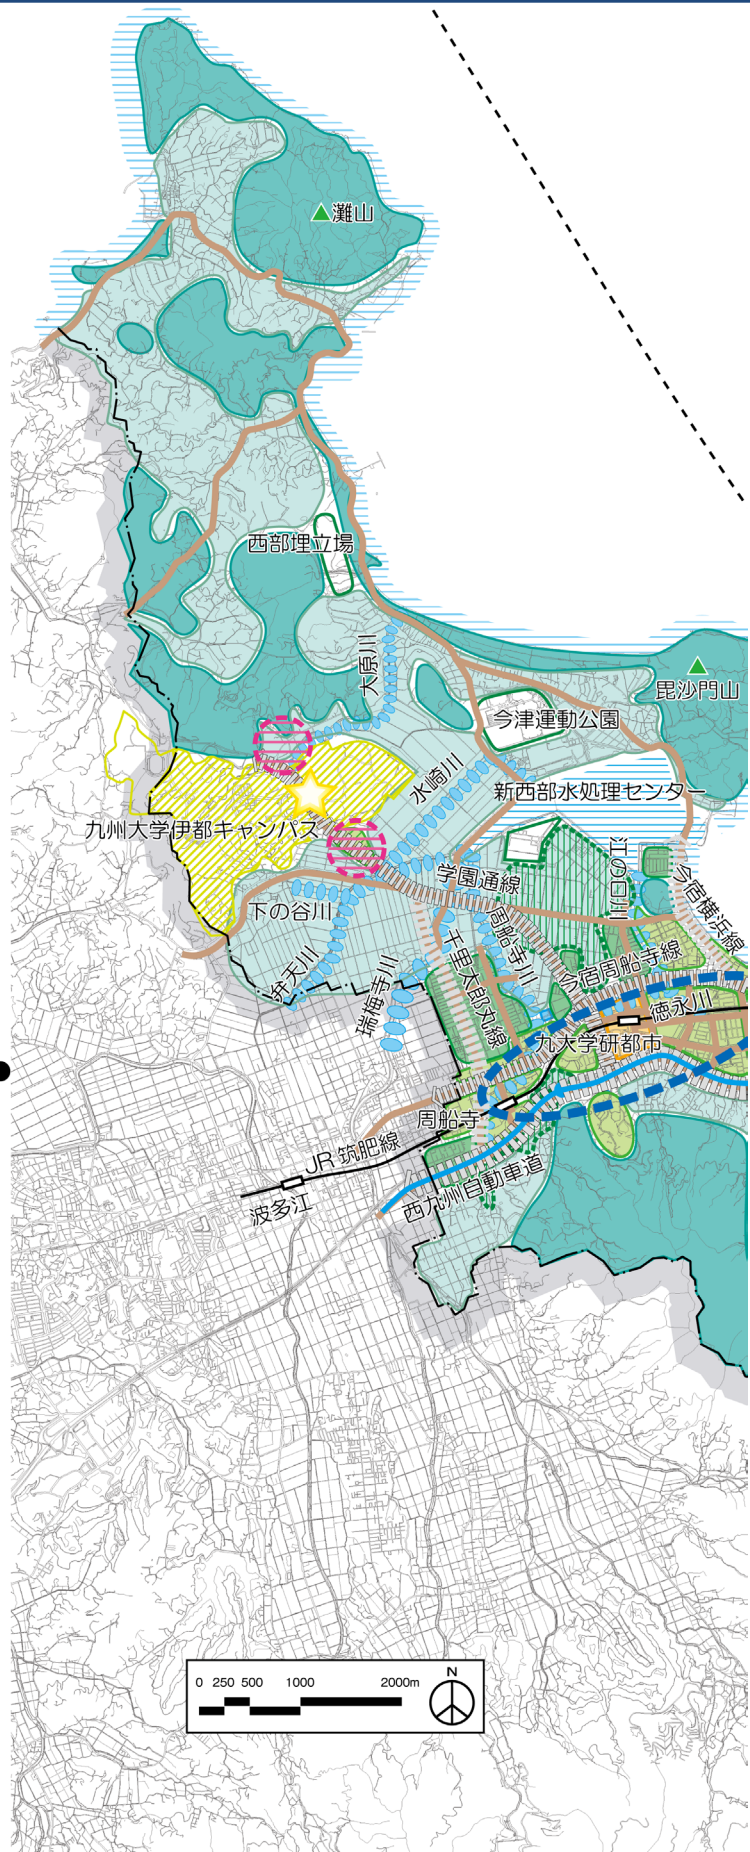 灘山
西部埋立場
大原川
毘沙門山
今津運動公園
水崎川
新西部水処理センター
九州大学伊都キャンパス
江の口川
学園通線
今宿横浜線
下の谷川
周船寺川
千里太郎丸線
弁天川
瑞梅寺川
今宿周船寺線
徳永川
九大学研都市
周船寺
JR 筑肥線
西九州自動車道
波多江
N
0 250 500 1000 2000m